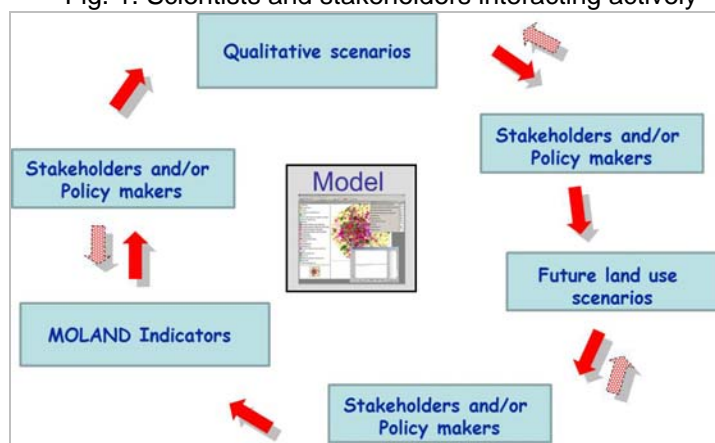 Fig. 1. Scientists and stakeholders interacting actively
Qualitative scenarios
Stakeholders and/or
Policy makers
Stakeholders and/or
Policy makers
Model
Future land use
scenarios
MOLAND Indicators
Stakeholders and/or
Policy makers